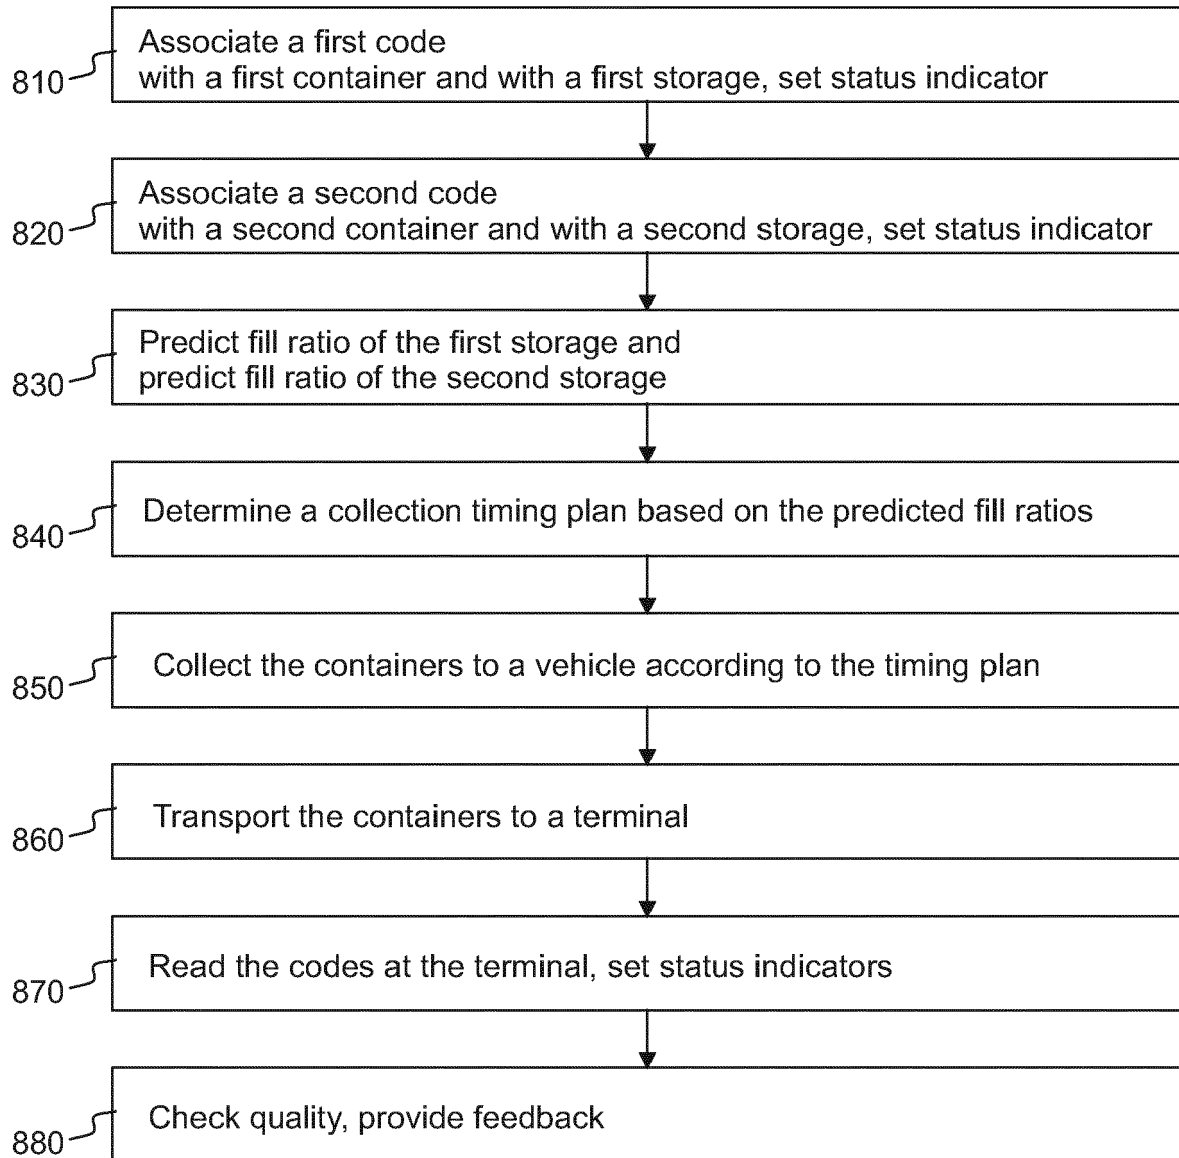 Associate a first code
810 with a first container and with a first storage, set status indicator
Associate a second code
820 with a second container and with a second storage, set status indicator
Predict fill ratio of the first storage and
830 predict fill ratio of the second storage
840 Determine a collection timing plan based on the predicted fill ratios
850 Collect the containers to a vehicle according to the timing plan
860 Transport the containers to a terminal
870 Read the codes at the terminal, set status indicators
880 Check quality, provide feedback